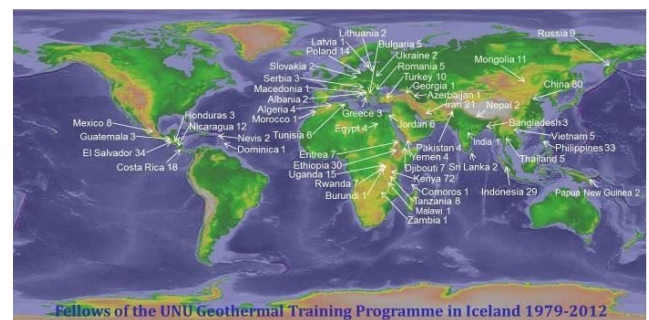 Lithuania 2
Latvia 1
Poland 14
Bulgaria 5
Ukraine 2
Romania 5
Slovakia 2
Turkey 10
Serbia 3
Georgia 1
Macedonia 1
Azerbaijan 1
Albania 2
Iran 21
Algeria 4
Morocco 1
Greece 3
Tunisia 6
Egypt 4
Jordan 6
Russia 9
Mongolia 11
China 80
Nepal 2
Bangladesh 3
India 1
Vietnam 5
Philippines 33
Thailand 5
Sri Lanka 2
Indonesia 29
Papua New Guinea 2
Mexico 8
Honduras 3
Guatemala 3
Nicaragua 12
Nevis 2
El Salvador 34
Dominica 1
Costa Rica 18
Eritrea 7
Pakistan 4
Yemen 4
Ethiopia 30
Djibouti 7
Uganda 15
Kenya 72
Rwanda 7
Comoros 1
Burundi 1
Tanzania 8
Malawi 1
Zambia 1
Fellows of the UNU Geothermal Training Programme in Iceland 1979-2012